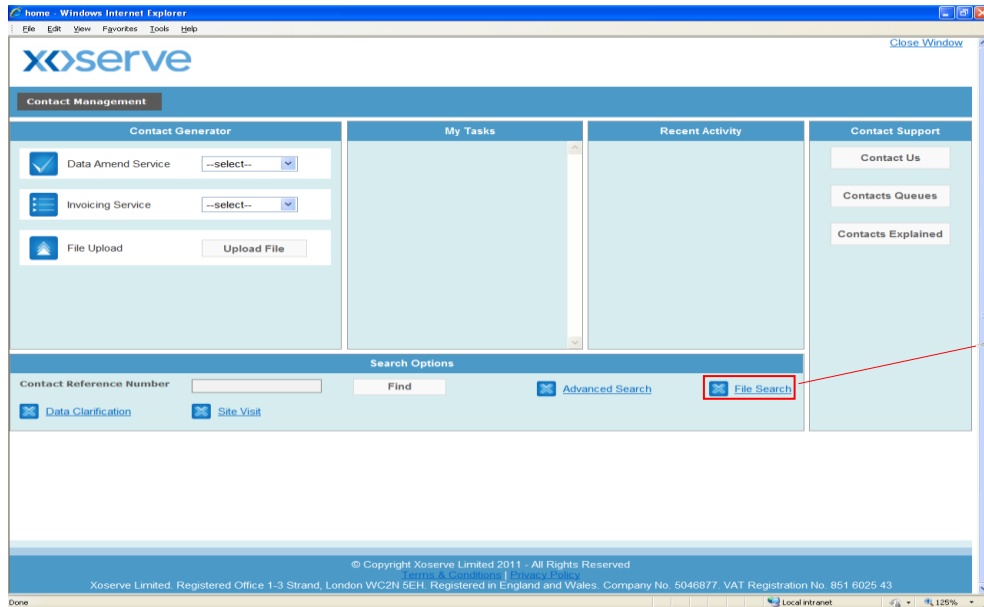 home - Windows Internet Explorer
File Edit View Favorites Tools Help
Close Window
xoserve
Contact Management
Contact Generator
My Tasks
Recent Activity
Contact Support
Data Amend Service
--select--
Contact Us
Invoicing Service
--select--
Contacts Queues
File Upload
Upload File
Contacts Explained
Search Options
Contact Reference Number
Find
Advanced Search
File Search
Data Clarification
Site Visit
© Copyright Xoserve Limited 2011 - All Rights Reserved
Terms & Conditions | Privacy Policy
Xoserve Limited. Registered Office 1-3 Strand, London WC2N 5EH. Registered in England and Wales. Company No. 5046877. VAT Registration No. 851 6025 43
Done
Local intranet
125%